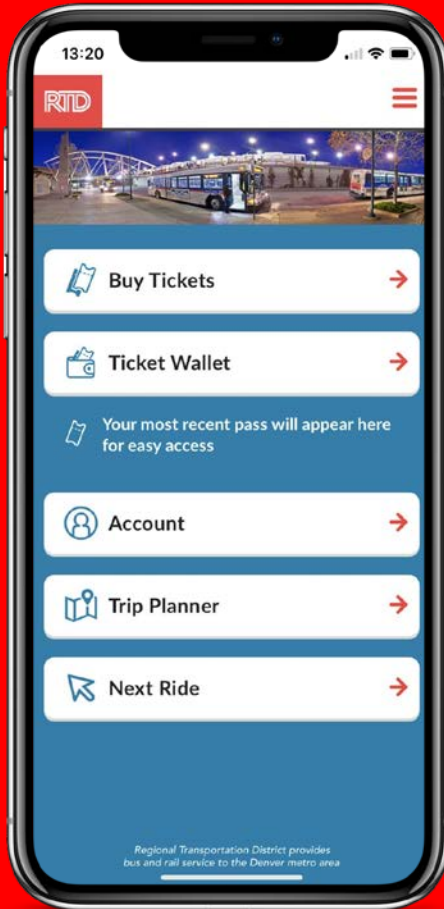 13:20
RTD
Buy Tickets
Ticket Wallet
Your most recent pass will appear here
for easy access
Account
Trip Planner
Next Ride
Regional Transportation District provides
bus and rail service to the Denver metro area